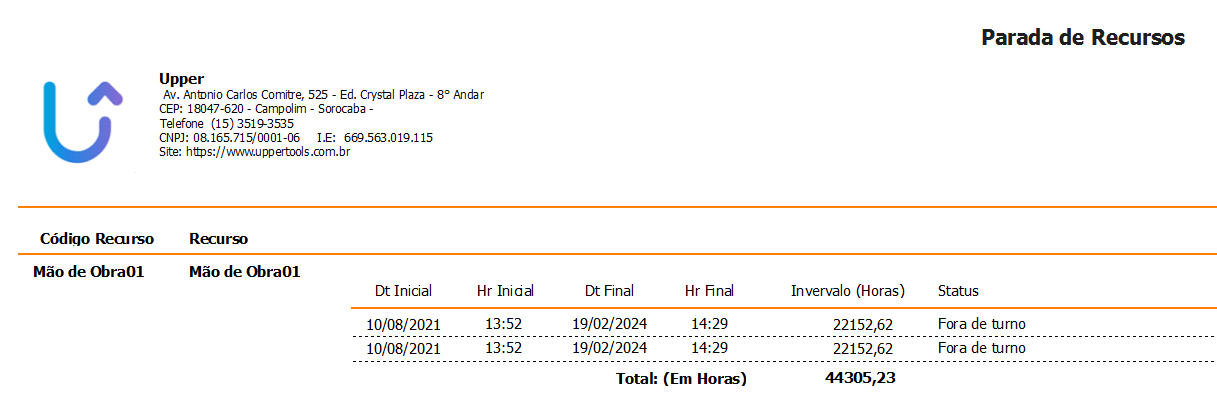 Parada de Recursos
Upper
Av. Antonio Carlos Comitre, 525 - Ed. Crystal Plaza - 8° Andar
CEP: 18047-620 - Campolim - Sorocaba -
Telefone (15) 3519-3535
CNPJ: 08.165.715/0001-06 I.E: 669.563.019.115
Site: https://www.uppertools.com.br
Código Recurso Recurso
Mão de Obra01 Mão de Obra01
Dt Inicial Hr Inicial Dt Final Hr Final Invervalo (Horas) Status
10/08/2021 13:52 19/02/2024 14:29 22152,62 Fora de turno
10/08/2021 13:52 19/02/2024 14:29 22152,62 Fora de turno
Total: (Em Horas) 44305,23